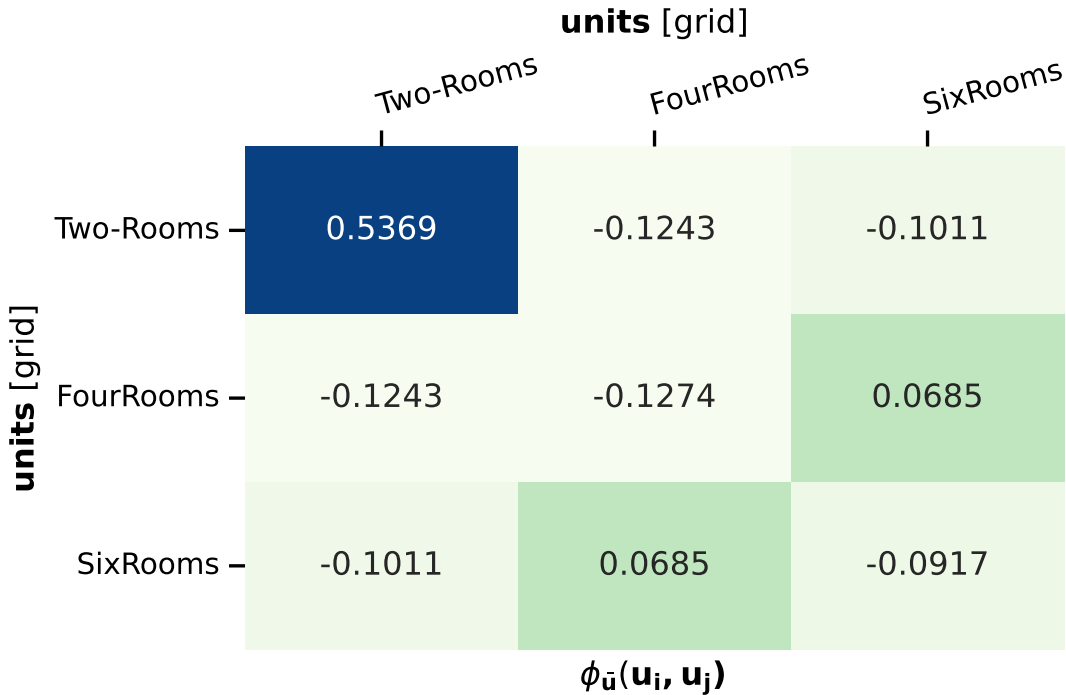 units [grid]
Two-Rooms FourRooms SixRooms
units [grid]
Two-Rooms 0.5369 -0.1243 -0.1011
FourRooms -0.1243 -0.1274 0.0685
SixRooms -0.1011 0.0685 -0.0917
ϕ_ū(u_i, u_j)